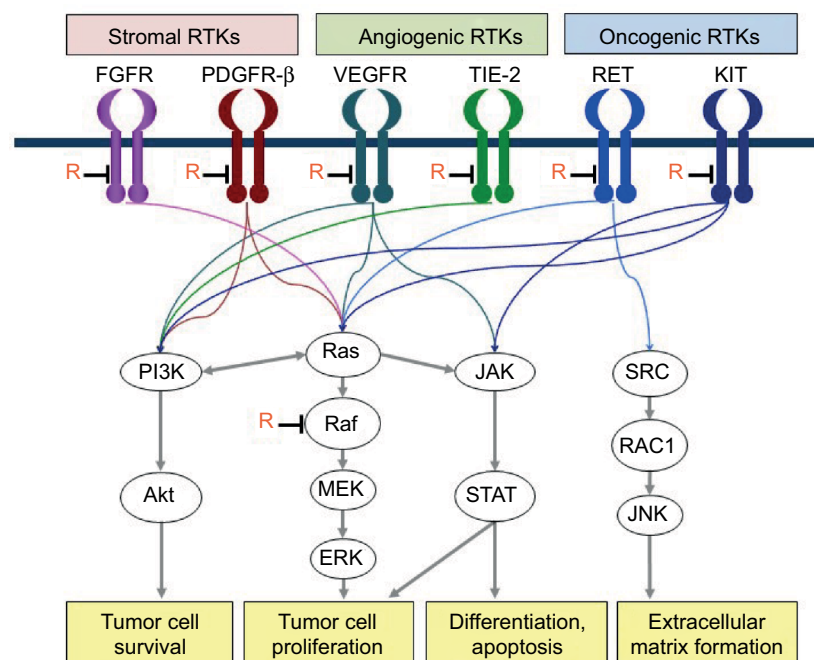 Stromal RTKs
Angiogenic RTKs
Oncogenic RTKs
FGFR
PDGFR-β
VEGFR
TIE-2
RET
KIT
R
R
R
R
R
R
PI3K
Ras
JAK
SRC
R
Raf
RAC1
Akt
MEK
STAT
JNK
ERK
Tumor cell
survival
Tumor cell
proliferation
Differentiation,
apoptosis
Extracellular
matrix formation